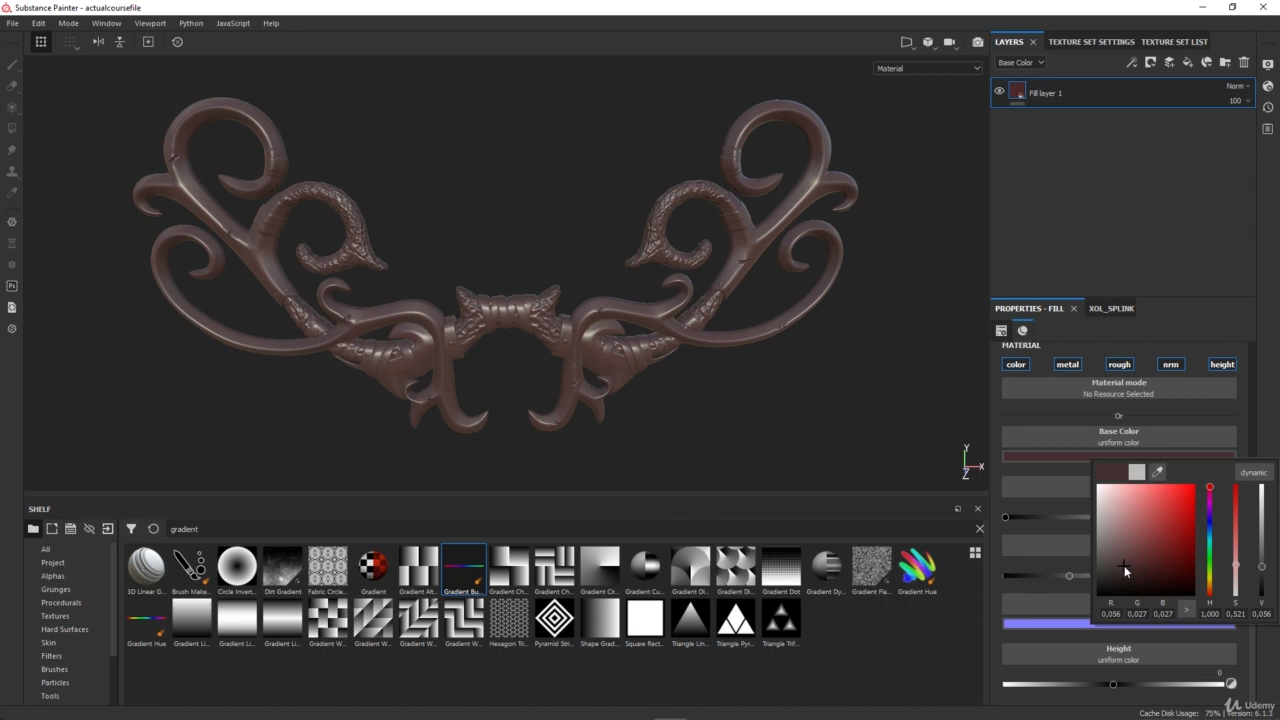 Substance Painter - actualcoursefile
File Edit Mode Window Viewport Python JavaScript Help
Material
LAYERS TEXTURE SET SETTINGS TEXTURE SET LIST
Base Color
Fill layer 1 Norm
100
PROPERTIES - FILL XOL_SPLINK
MATERIAL
color metal rough nrm height
Material mode
No Resource Selected
Or
Base Color
uniform color
dynamic
R G B H S V
0,056 0,027 0,027 > 1,000 0,521 0,056
Height
uniform color
0
Y
X
Z
SHELF
gradient
All
Project
Alphas
Grunges
Procedurals
Textures
Hard Surfaces
Skin
Filters
Brushes
Particles
Tools
3D Linear G... Brush Make... Circle Invert... Dirt Gradient Fabric Circle... Gradient Gradient Alt... Gradient Bu... Gradient Ch... Gradient Ch... Gradient Cir... Gradient Cu... Gradient Di... Gradient Di... Gradient Dot Gradient Dy... Gradient Fla... Gradient Hue
Gradient Hue Gradient Li... Gradient Li... Gradient Li... Gradient W... Gradient W... Gradient W... Gradient W... Hexagon Tri... Pyramid Stri... Shape Grad... Square Rect... Triangle Lin... Triangle Pyr... Triangle Trif...
Udemy
Cache Disk Usage: 75% | Version: 6.1.3